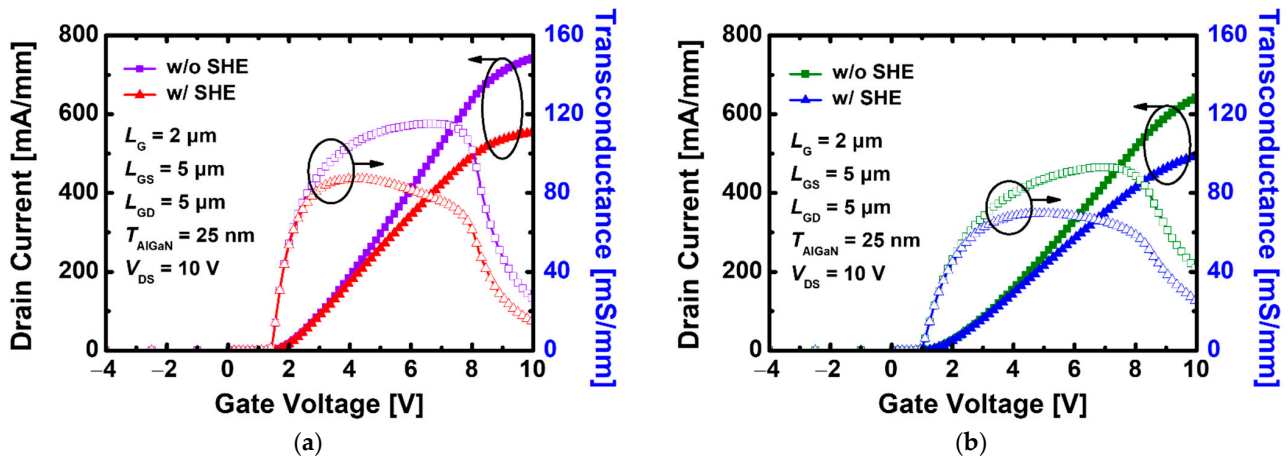 Drain Current [mA/mm]
800
600
400
200
0
w/o SHE
w/ SHE
L_G = 2 μm
L_GS = 5 μm
L_GD = 5 μm
T_AlGaN = 25 nm
V_DS = 10 V
160
120
80
40
0
Transconductance [mS/mm]
−4 −2 0 2 4 6 8 10
Gate Voltage [V]
(a)
Drain Current [mA/mm]
800
600
400
200
0
w/o SHE
w/ SHE
L_G = 2 μm
L_GS = 5 μm
L_GD = 5 μm
T_AlGaN = 25 nm
V_DS = 10 V
160
120
80
40
0
Transconductance [mS/mm]
−4 −2 0 2 4 6 8 10
Gate Voltage [V]
(b)